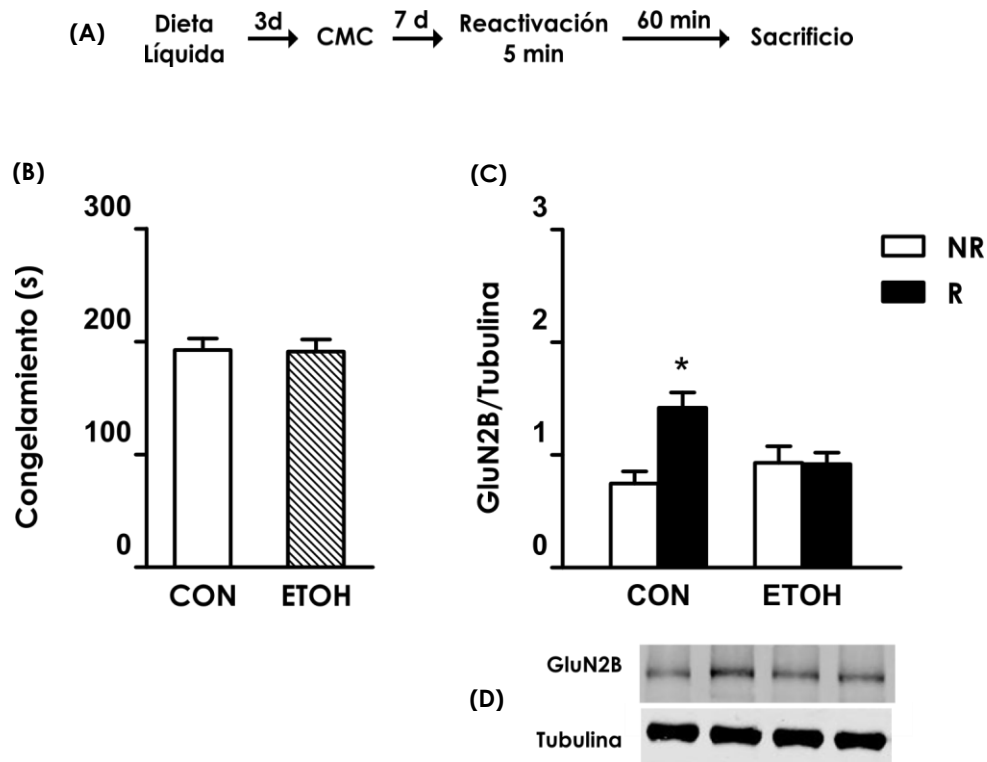 (A)
Dieta
Líquida
3d
CMC
7 d
Reactivación
5 min
60 min
Sacrificio
(B)
Congelamiento (s)
300
200
100
0
CON
ETOH
(C)
GluN2B/Tubulina
3
2
1
0
*
CON
ETOH
NR
R
(D)
GluN2B
Tubulina